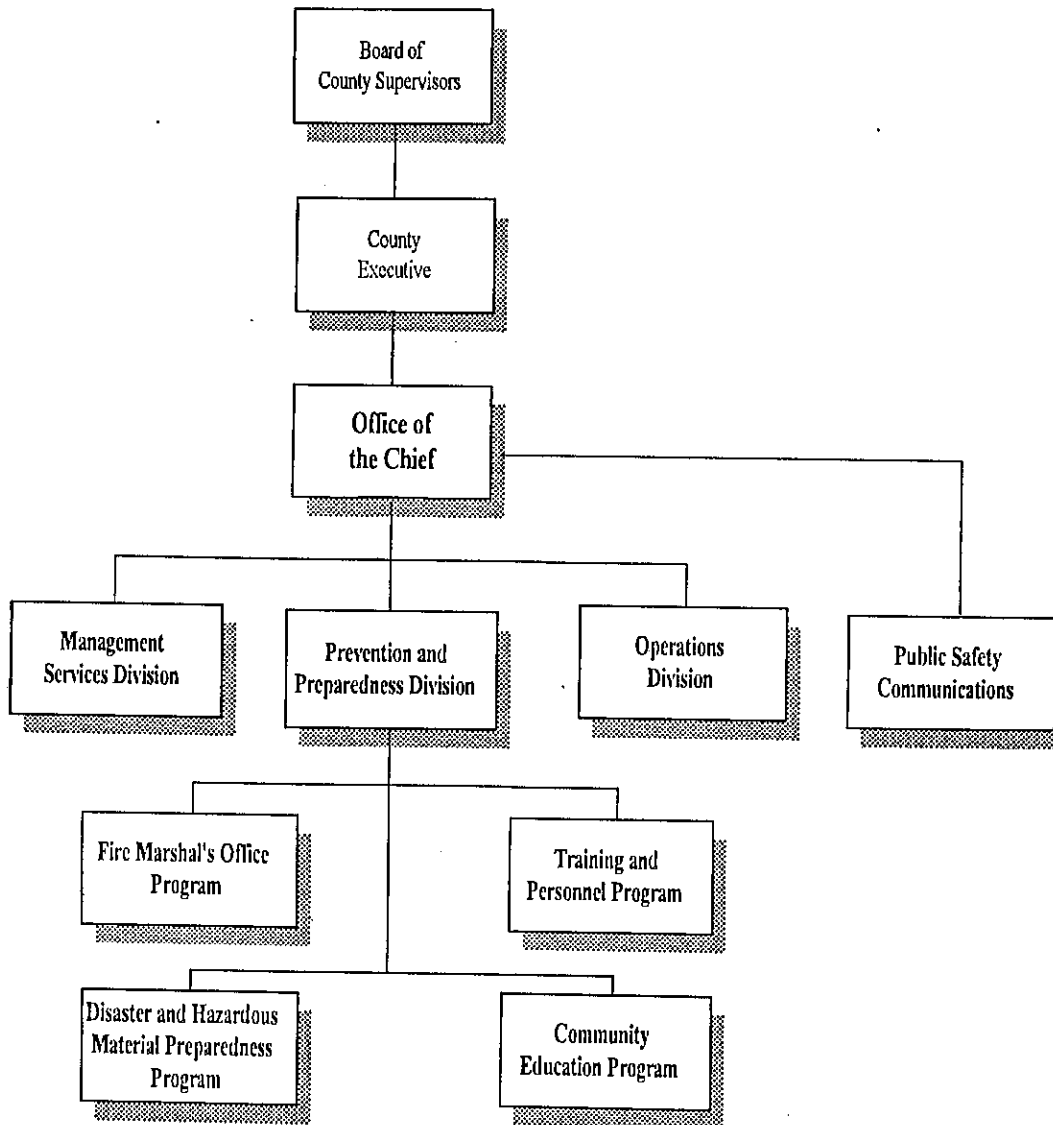 Board of
County Supervisors
County
Executive
Office of
the Chief
Management
Services Division
Prevention and
Preparedness Division
Operations
Division
Public Safety
Communications
Fire Marshal's Office
Program
Training and
Personnel Program
Disaster and Hazardous
Material Preparedness
Program
Community
Education Program